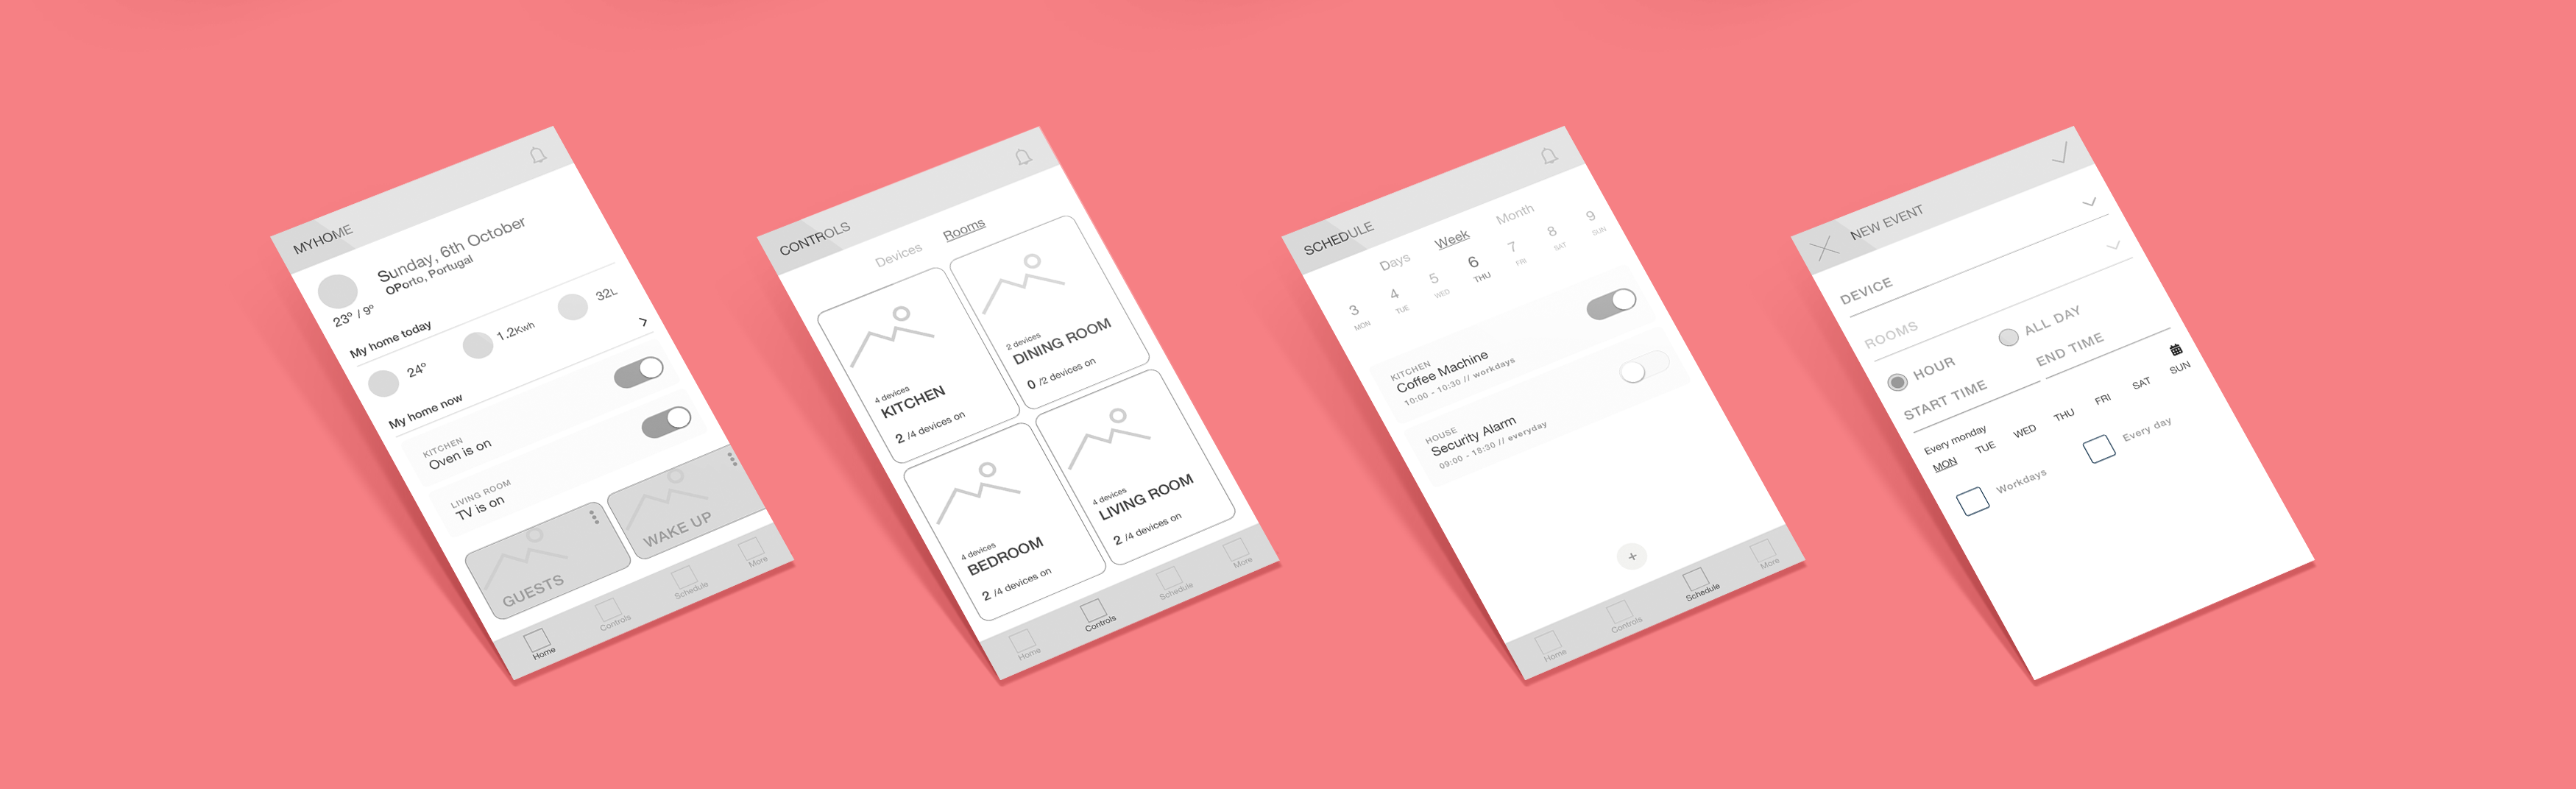 MYHOME
Sunday, 6th October
OPorto, Portugal
23º / 9º
My home today
24º
1.2Kwh
32L
My home now
KITCHEN
Oven is on
LIVING ROOM
TV is on
GUESTS
WAKE UP
Home
Controls
Schedule
More
CONTROLS
Devices
Rooms
4 devices
KITCHEN
2 /4 devices on
2 devices
DINING ROOM
0 /2 devices on
4 devices
BEDROOM
2 /4 devices on
4 devices
LIVING ROOM
2 /4 devices on
Home
Controls
Schedule
More
SCHEDULE
Days
Week
Month
3 4 5 6 7 8 9
MON TUE WED THU FRI SAT SUN
KITCHEN
Coffee Machine
10:00 - 10:30 // workdays
HOUSE
Security Alarm
09:00 - 18:30 // everyday
+
Home
Controls
Schedule
More
NEW EVENT
DEVICE
ROOMS
HOUR
ALL DAY
START TIME
END TIME
Every monday
MON TUE WED THU FRI SAT SUN
Workdays
Every day